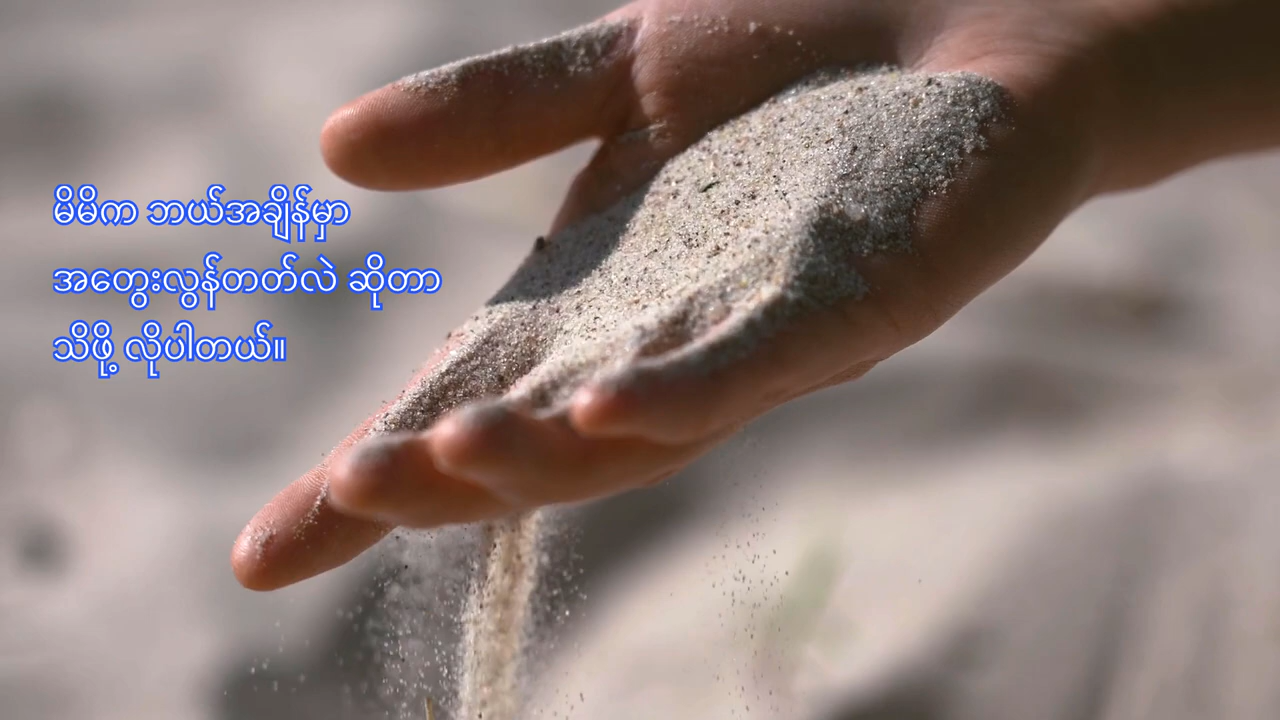 မိမိက ဘယ်အချိန်မှာ
အတွေးလွန်တတ်လဲ ဆိုတာ
သိဖို့ လိုပါတယ်။